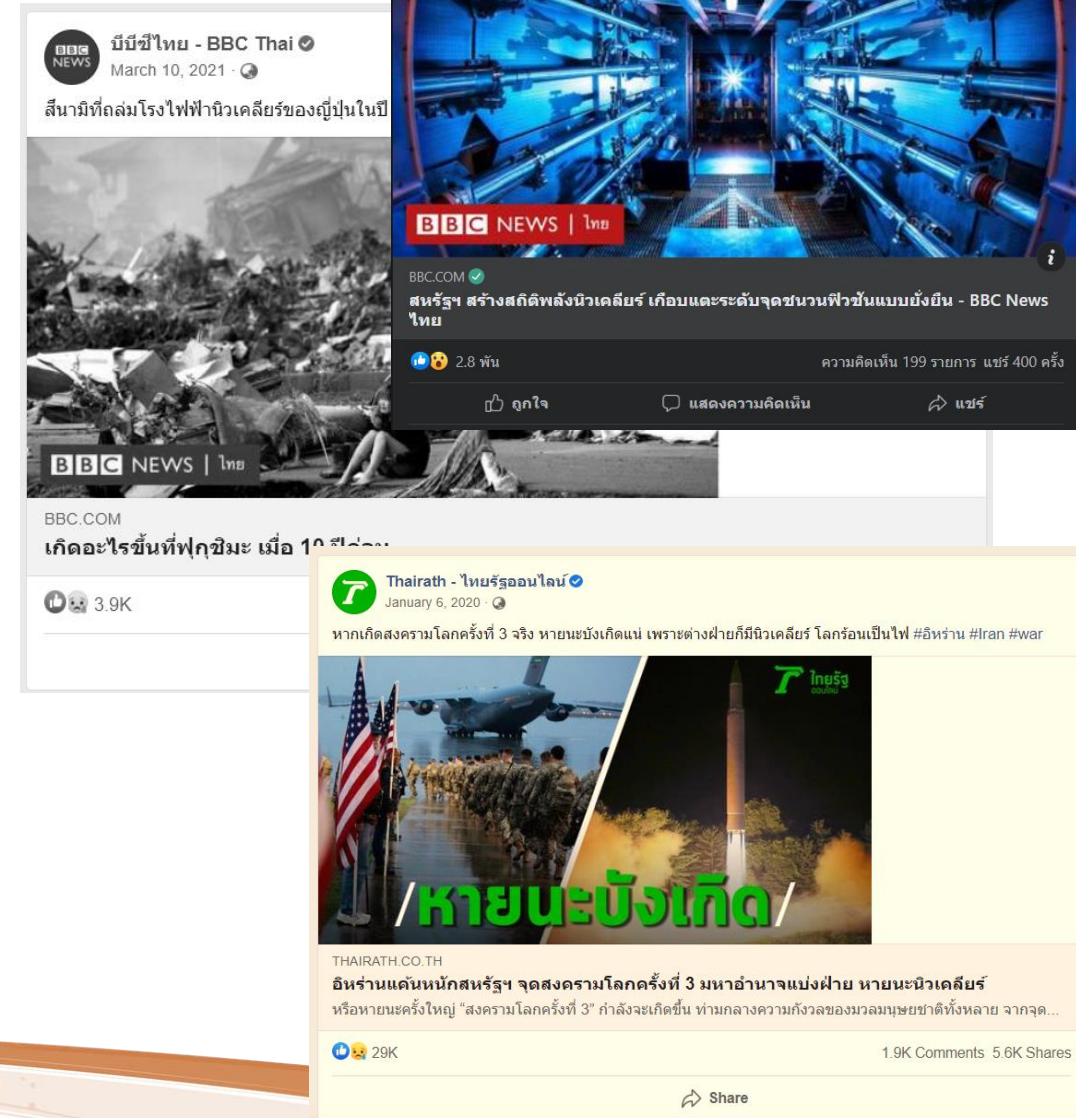 BBC NEWS
บีบีซีไทย - BBC Thai
March 10, 2021 ·
สึนามิที่ถล่มโรงไฟฟ้านิวเคลียร์ของญี่ปุ่นในปี
BBC NEWS | ไทย
BBC.COM
เกิดอะไรขึ้นที่ฟุกุชิมะ เมื่อ 10 ปีก่อน
3.9K
BBC NEWS | ไทย
BBC.COM
สหรัฐฯ สร้างสถิติพลังนิวเคลียร์ เกือบแตะระดับจุดชนวนฟิวชันแบบยั่งยืน - BBC News
ไทย
2.8 พัน
ความคิดเห็น 199 รายการ แชร์ 400 ครั้ง
ถูกใจ
แสดงความคิดเห็น
แชร์
Thairath - ไทยรัฐออนไลน์
January 6, 2020 ·
หากเกิดสงครามโลกครั้งที่ 3 จริง หายนะบังเกิดแน่ เพราะต่างฝ่ายก็มีนิวเคลียร์ โลกร้อนเป็นไฟ #อิหร่าน #Iran #war
ไทยรัฐ
ออนไลน์
/หายนะบังเกิด/
THAIRATH.CO.TH
อิหร่านแค้นหนักสหรัฐฯ จุดสงครามโลกครั้งที่ 3 มหาอำนาจแบ่งฝ่าย หายนะนิวเคลียร์
หรือหายนะครั้งใหญ่ “สงครามโลกครั้งที่ 3” กำลังจะเกิดขึ้น ท่ามกลางความกังวลของมวลมนุษยชาติทั้งหลาย จากจุด...
29K
1.9K Comments 5.6K Shares
Share